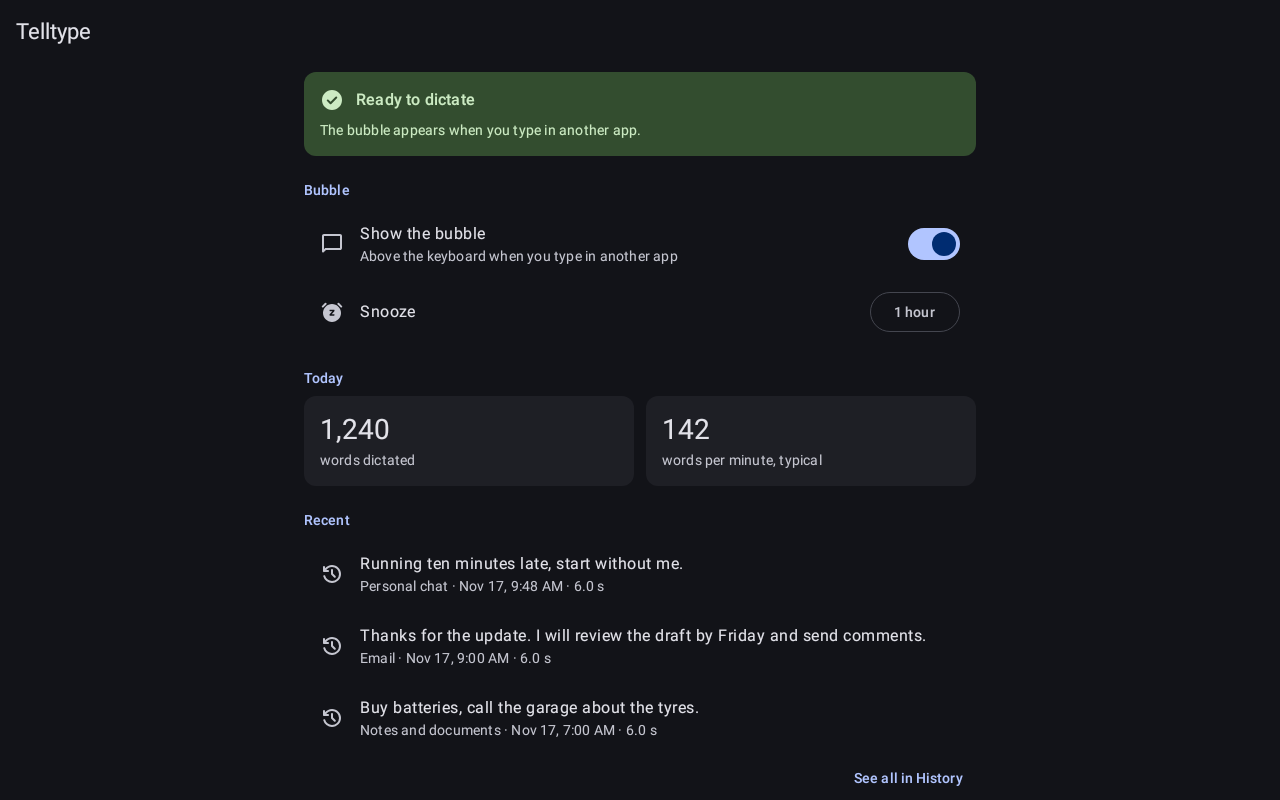 Telltype
Ready to dictate
The bubble appears when you type in another app.
Bubble
Show the bubble
Above the keyboard when you type in another app
Snooze
1 hour
Today
1,240
words dictated
142
words per minute, typical
Recent
Running ten minutes late, start without me.
Personal chat · Nov 17, 9:48 AM · 6.0 s
Thanks for the update. I will review the draft by Friday and send comments.
Email · Nov 17, 9:00 AM · 6.0 s
Buy batteries, call the garage about the tyres.
Notes and documents · Nov 17, 7:00 AM · 6.0 s
See all in History